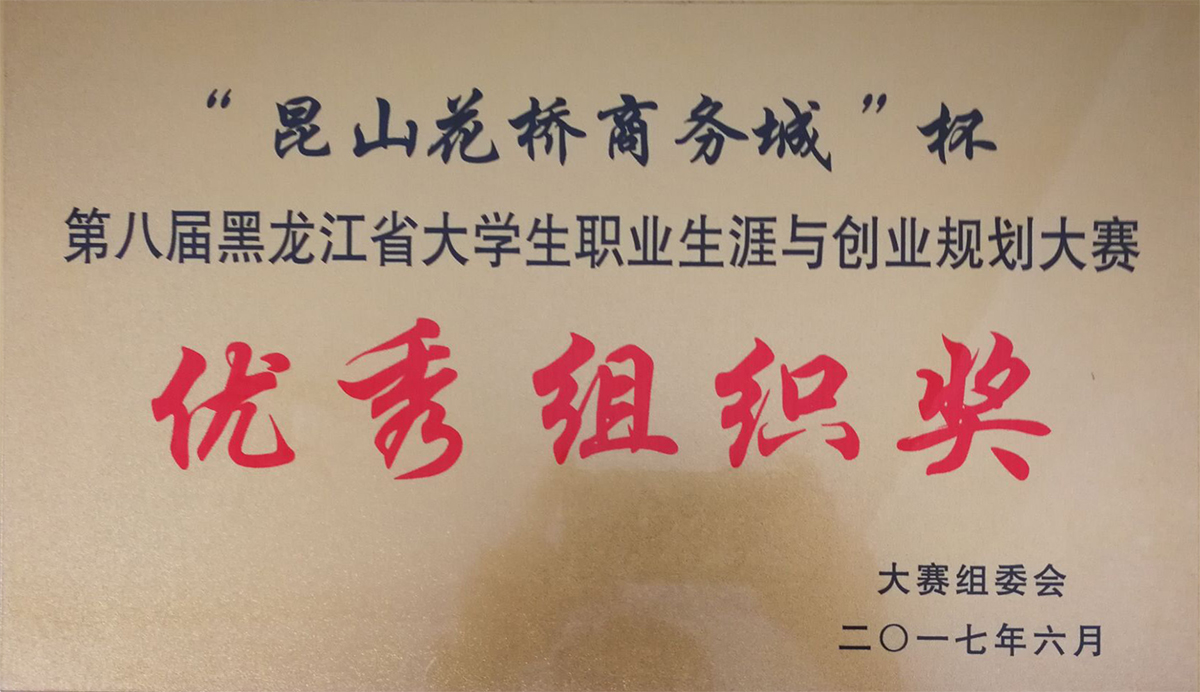 “昆山花桥商务城”杯
第八届黑龙江省大学生职业生涯与创业规划大赛
优秀组织奖
大赛组委会
二〇一七年六月